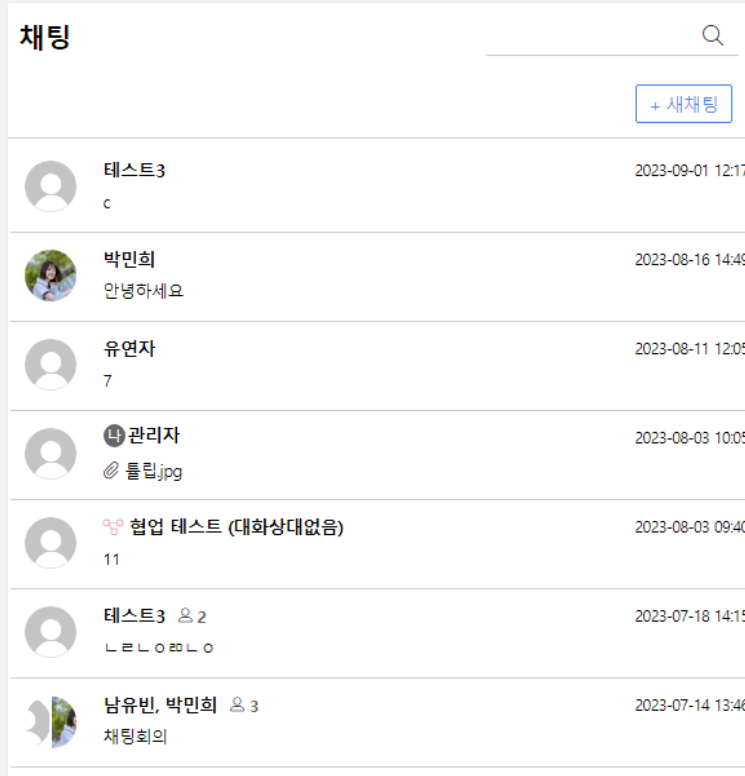 채팅
+ 새채팅
테스트3 2023-09-01 12:17
c
박민희 2023-08-16 14:49
안녕하세요
유연자 2023-08-11 12:05
7
나 관리자 2023-08-03 10:05
튤립.jpg
협업 테스트 (대화상대없음) 2023-08-03 09:40
11
테스트3 2 2023-07-18 14:15
ㄴㄹㄴㅇㄻㄴㅇ
남유빈, 박민희 3 2023-07-14 13:46
채팅회의